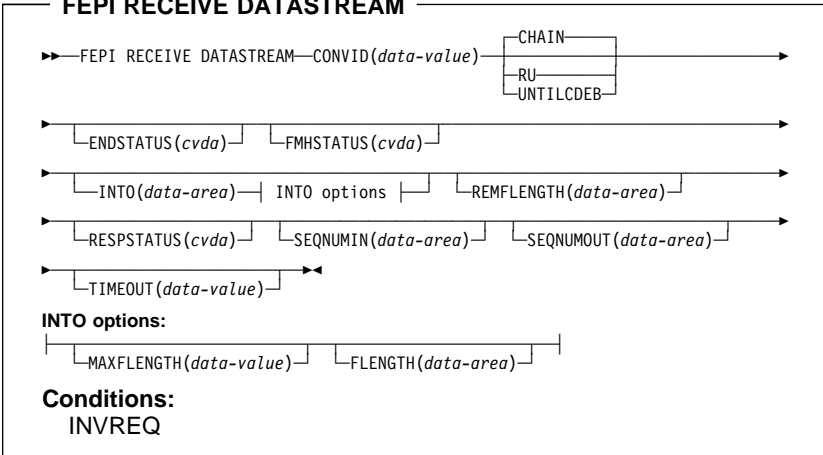 FEPI RECEIVE DATASTREAM
CHAIN
FEPI RECEIVE DATASTREAM CONVID(data-value)
RU
UNTILCDEB
ENDSTATUS(cvda) FMHSTATUS(cvda)
INTO(data-area) INTO options REMFLENGTH(data-area)
RESPSTATUS(cvda) SEQNUMIN(data-area) SEQNUMOUT(data-area)
TIMEOUT(data-value)
INTO options:
MAXFLENGTH(data-value) FLENGTH(data-area)
Conditions:
INVREQ